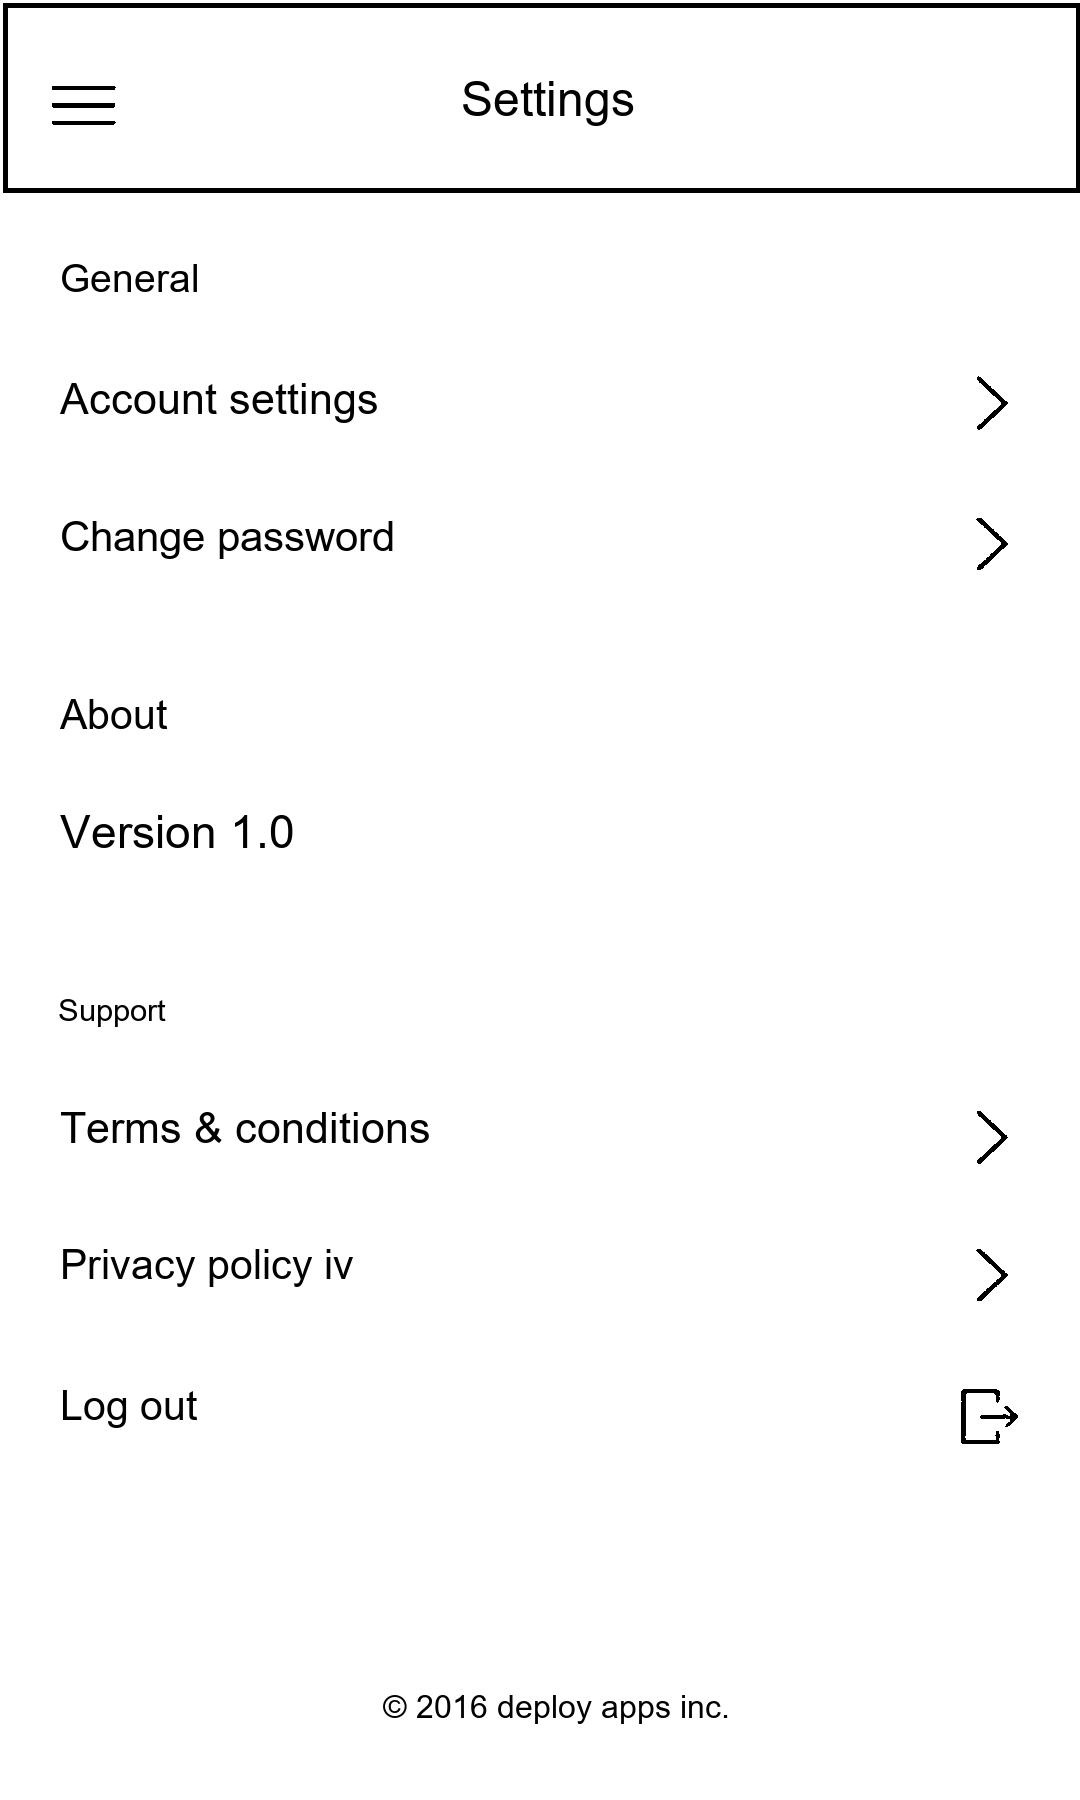 Settings
General
Account settings
Change password
About
Version 1.0
Support
Terms & conditions
Privacy policy iv
Log out
© 2016 deploy apps inc.